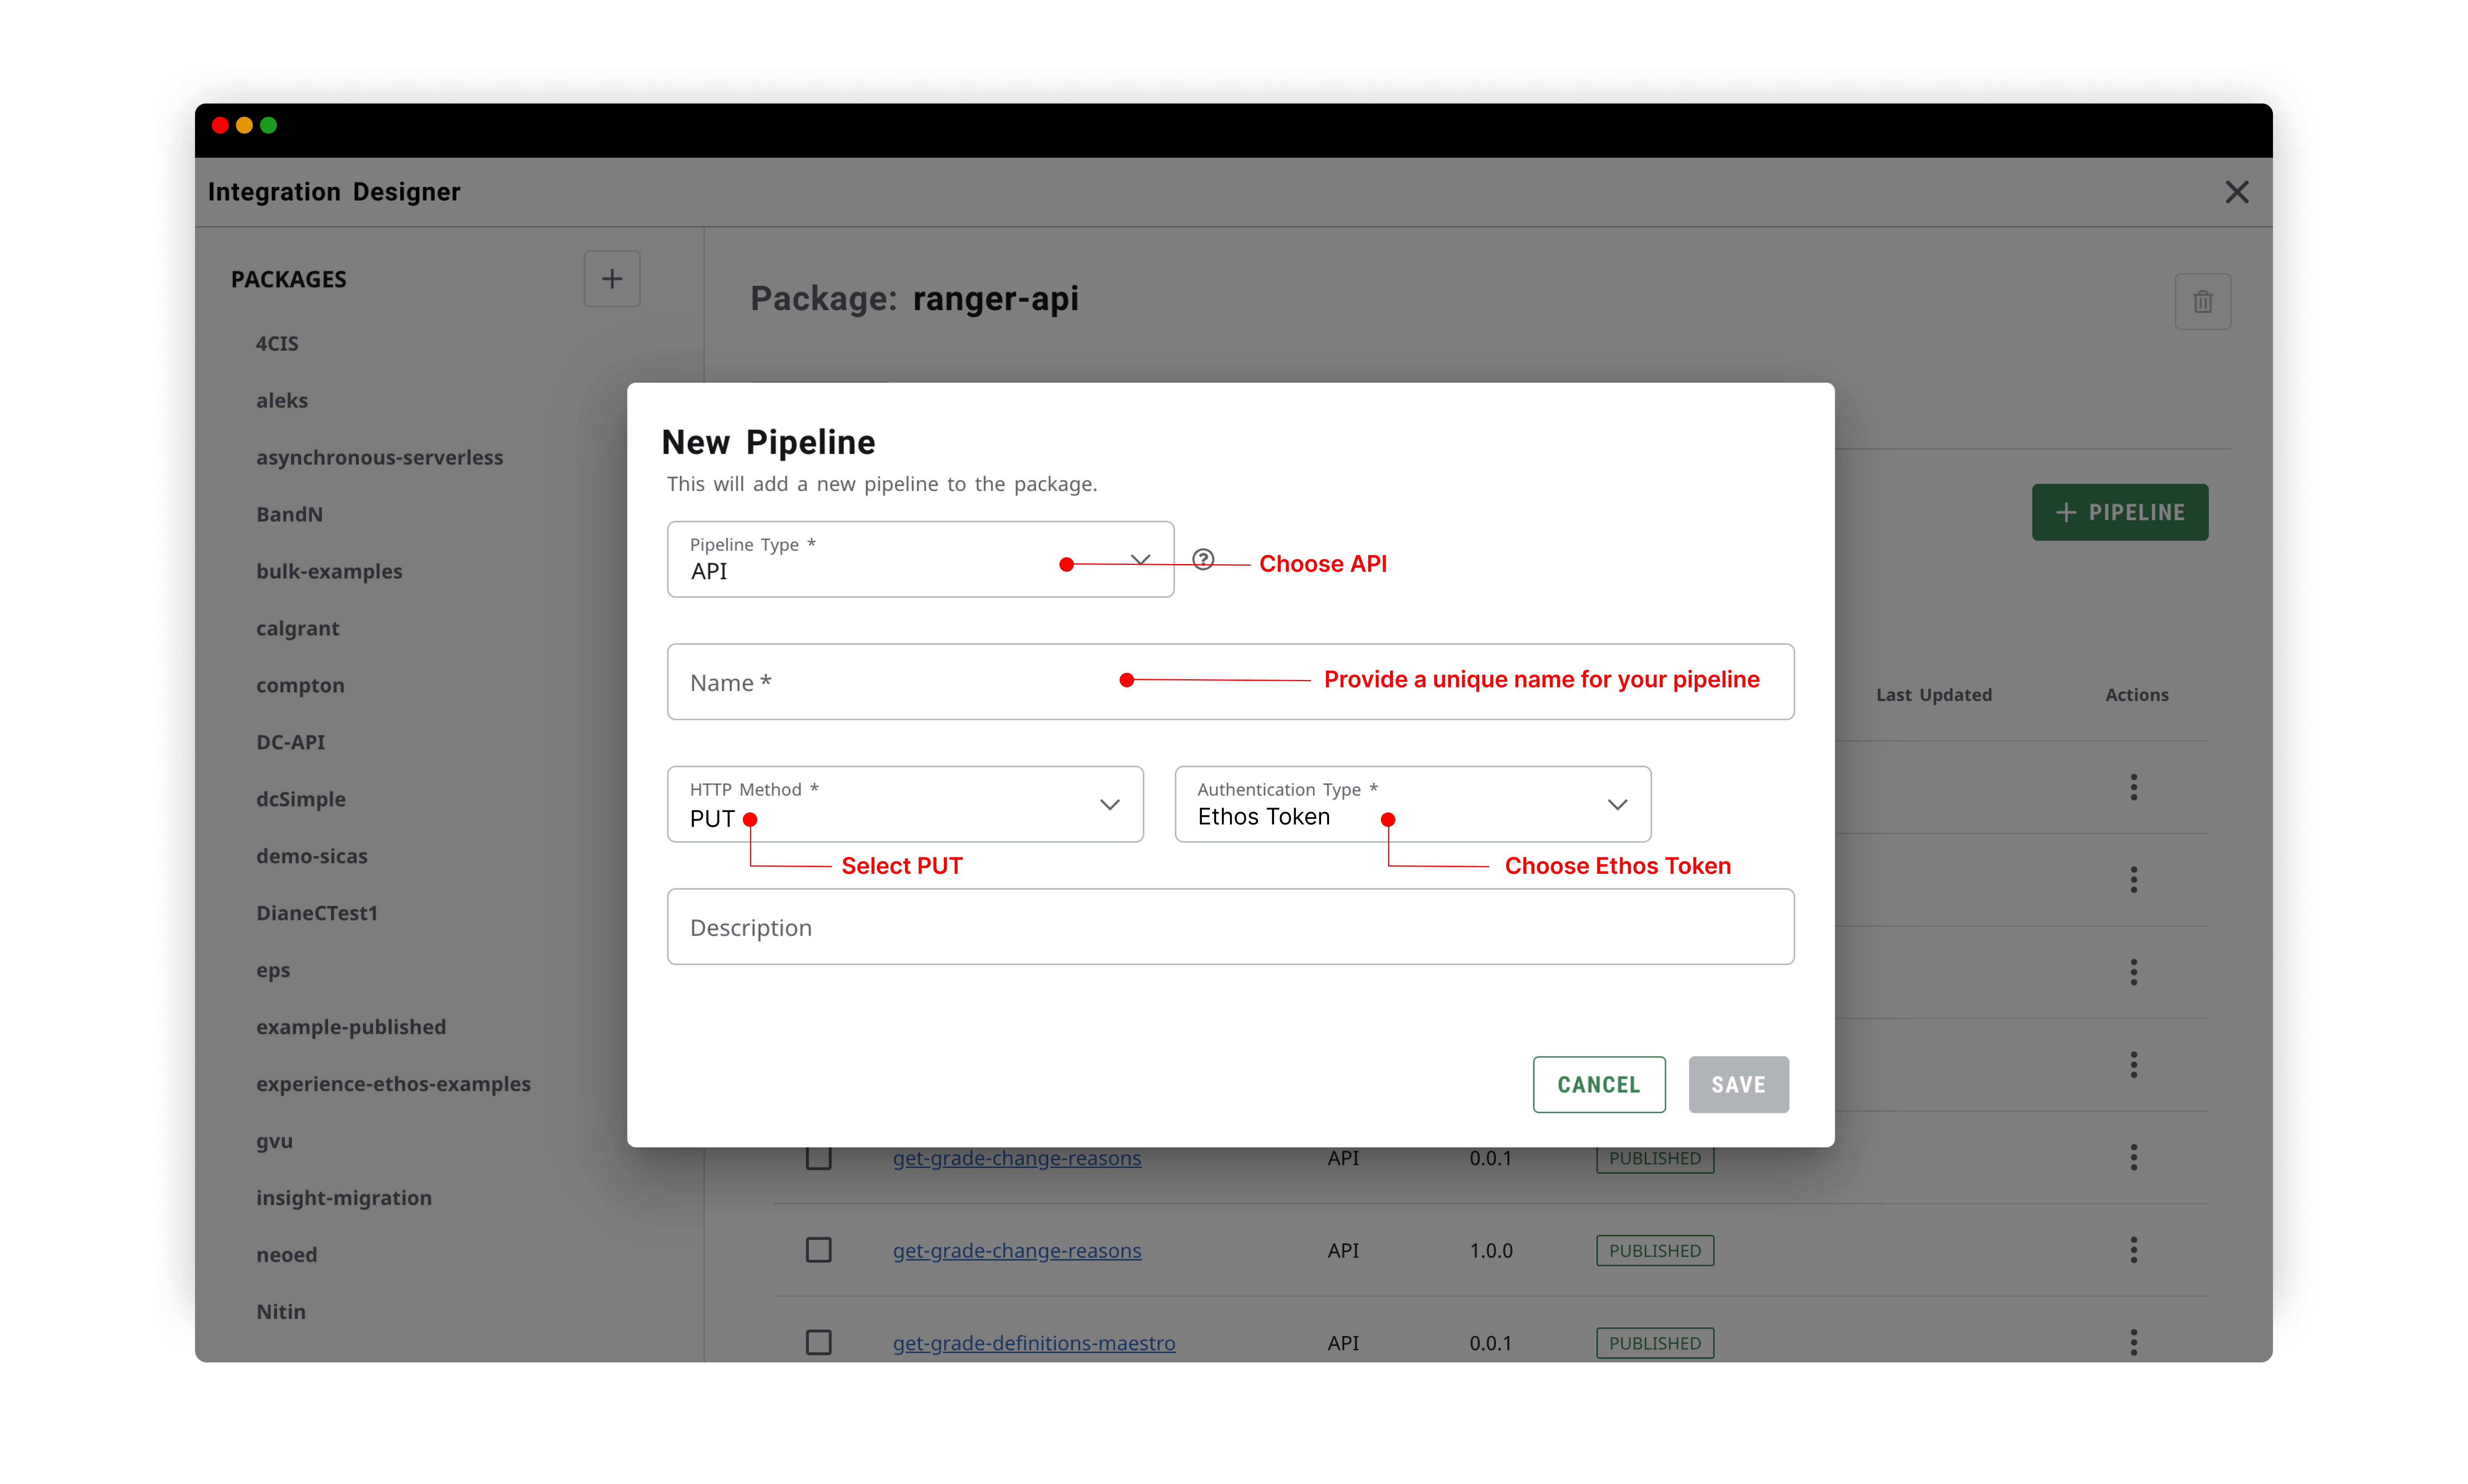 Integration Designer
PACKAGES
4CIS
aleks
asynchronous-serverless
BandN
bulk-examples
calgrant
compton
DC-API
dcSimple
demo-sicas
DianeCTest1
eps
example-published
experience-ethos-examples
gvu
insight-migration
neoed
Nitin
Package: ranger-api
PIPELINE
Last Updated Actions
New Pipeline
This will add a new pipeline to the package.
Pipeline Type *
API
Choose API
Name *
Provide a unique name for your pipeline
HTTP Method *
PUT
Select PUT
Authentication Type *
Ethos Token
Choose Ethos Token
Description
CANCEL SAVE
get-grade-change-reasons API 0.0.1 PUBLISHED
get-grade-change-reasons API 1.0.0 PUBLISHED
get-grade-definitions-maestro API 0.0.1 PUBLISHED